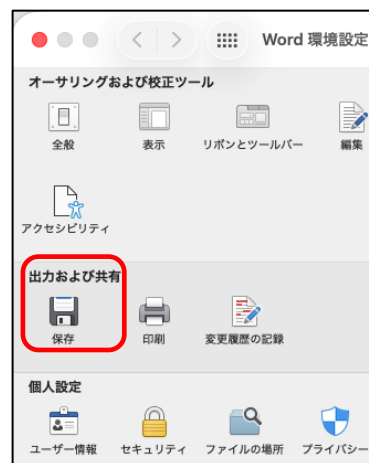 Word 環境設定
オーサリングおよび校正ツール
全般 表示 リボンとツールバー 編集
アクセシビリティ
出力および共有
保存 印刷 変更履歴の記録
個人設定
ユーザー情報 セキュリティ ファイルの場所 プライバシー